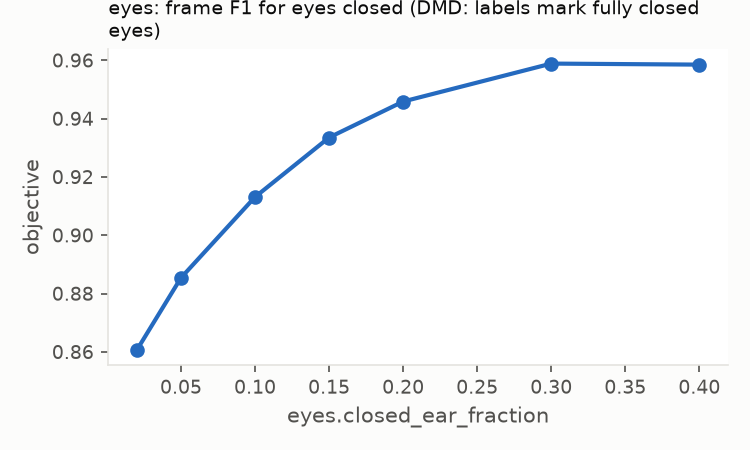 eyes: frame F1 for eyes closed (DMD: labels mark fully closed
eyes)
0.96
0.94
0.92
0.90
0.88
0.86
objective
0.05 0.10 0.15 0.20 0.25 0.30 0.35 0.40
eyes.closed_ear_fraction